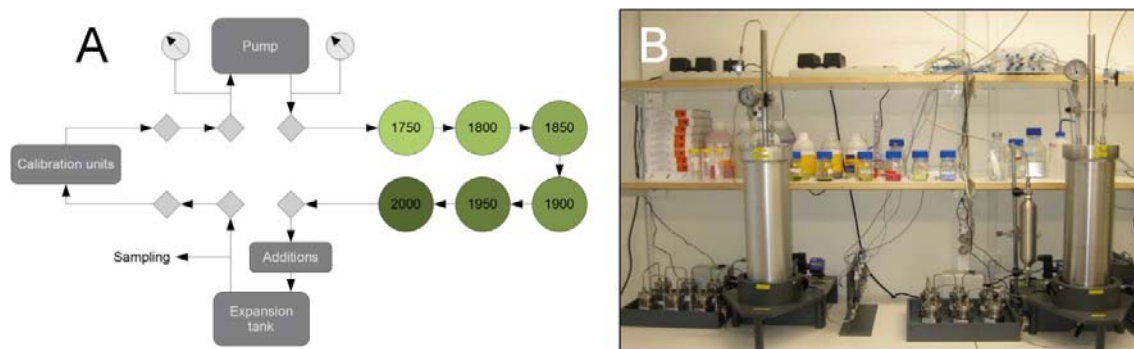 A
Pump
1750
1800
1850
Calibration units
2000
1950
1900
Sampling
Additions
Expansion
tank
B